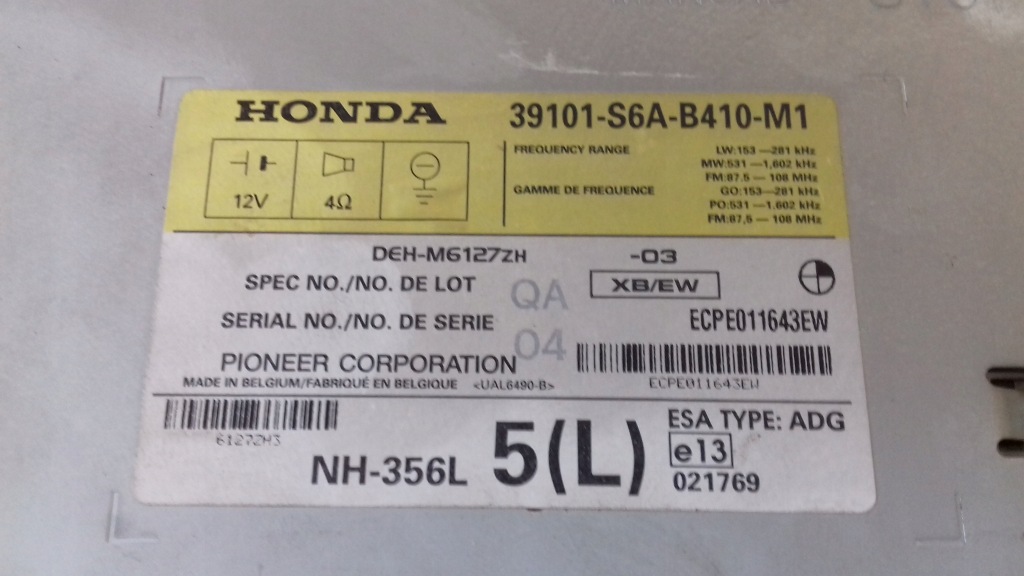 HONDA
39101-S6A-B410-M1
12V
4Ω
FREQUENCY RANGE
LW:153—281 kHz
MW:531—1,602 kHz
FM:87.5—108 MHz
GAMME DE FREQUENCE
GO:153—281 kHz
PO:531—1.602 kHz
FM:87,5—108 MHz
DEH-M6127ZH -03
SPEC NO./NO. DE LOT
XB/EW
QA
SERIAL NO./NO. DE SERIE
ECPE011643EW
04
PIONEER CORPORATION
MADE IN BELGIUM/FABRIQUÉ EN BELGIQUE <UAL6490-B>
ECPE011643EW
6127ZH3
NH-356L
5(L)
ESA TYPE: ADG
e13
021769